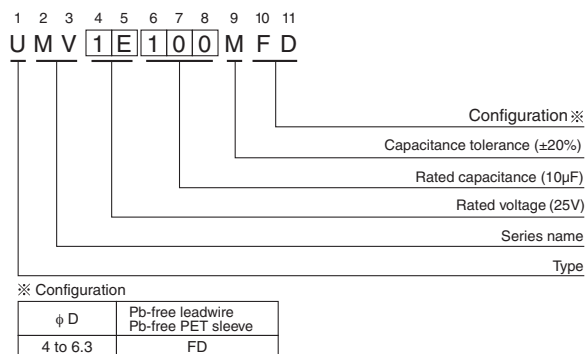 1 2 3 4 5 6 7 8 9 10 11
U M V 1 E 1 0 0 M F D
Configuration※
Capacitance tolerance (±20%)
Rated capacitance (10µF)
Rated voltage (25V)
Series name
Type
※ Configuration
ϕ D
Pb-free leadwire
Pb-free PET sleeve
4 to 6.3
FD